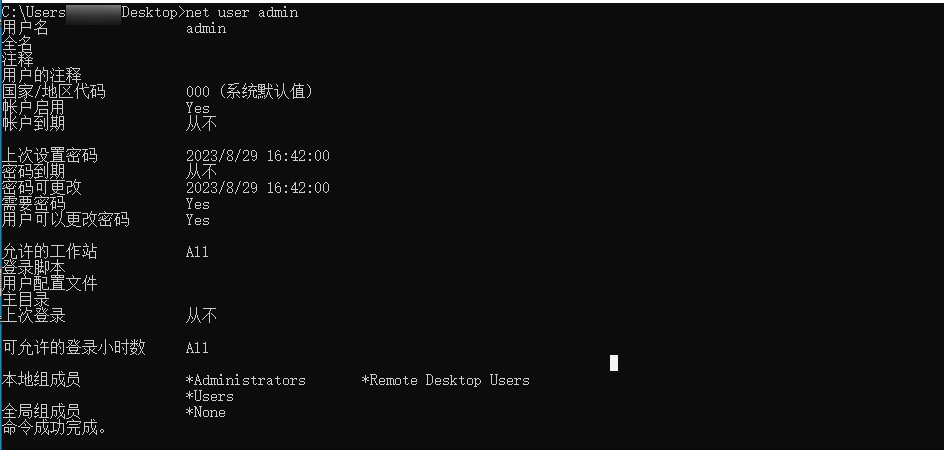 C:\Users Desktop>net user admin
用户名 admin
全名
注释
用户的注释
国家/地区代码 000 (系统默认值)
帐户启用 Yes
帐户到期 从不
上次设置密码 2023/8/29 16:42:00
密码到期 从不
密码可更改 2023/8/29 16:42:00
需要密码 Yes
用户可以更改密码 Yes
允许的工作站 All
登录脚本
用户配置文件
主目录
上次登录 从不
可允许的登录小时数 All
本地组成员 *Administrators *Remote Desktop Users
*Users
全局组成员 *None
命令成功完成。